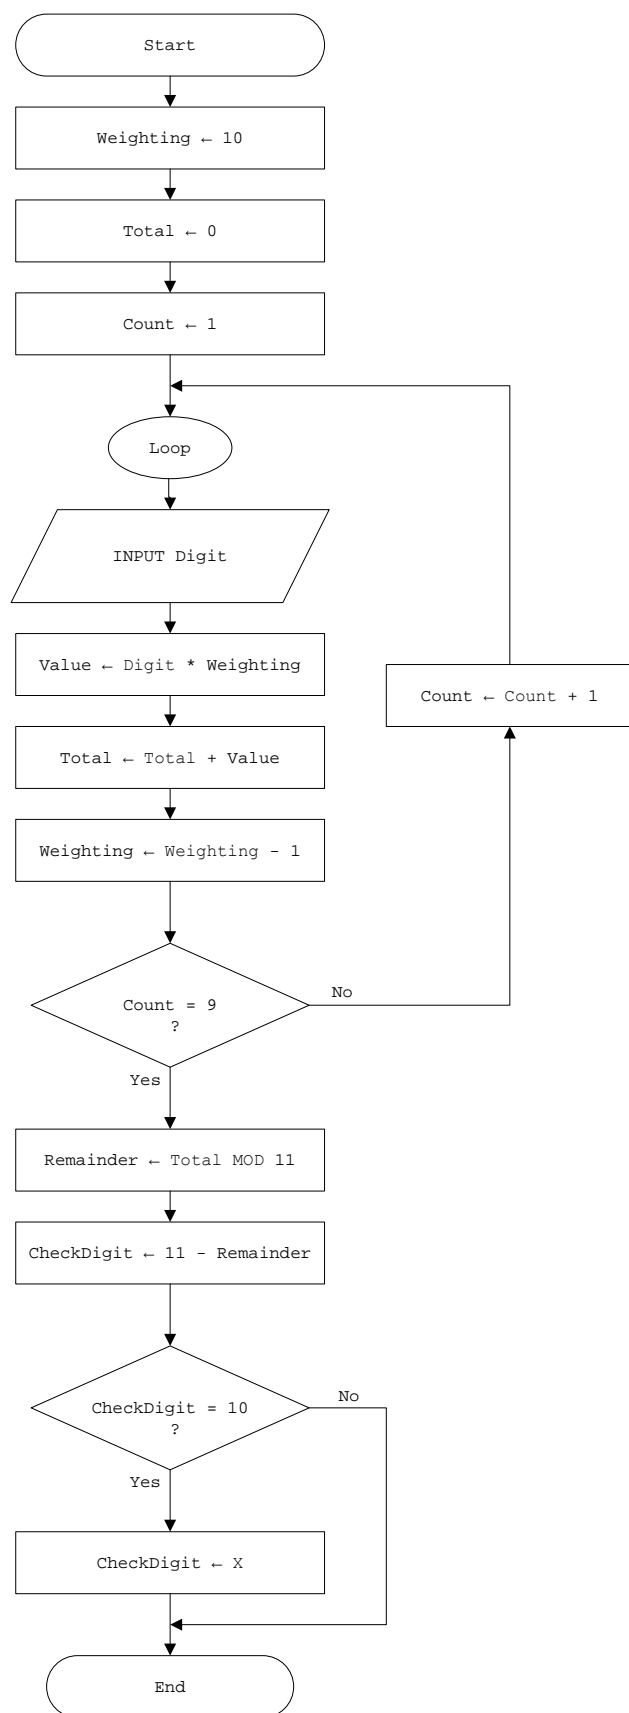 Start
Weighting ← 10
Total ← 0
Count ← 1
Loop
INPUT Digit
Value ← Digit * Weighting
Count ← Count + 1
Total ← Total + Value
Weighting ← Weighting - 1
Count = 9
?
No
Yes
Remainder ← Total MOD 11
CheckDigit ← 11 - Remainder
CheckDigit = 10
?
No
Yes
CheckDigit ← X
End